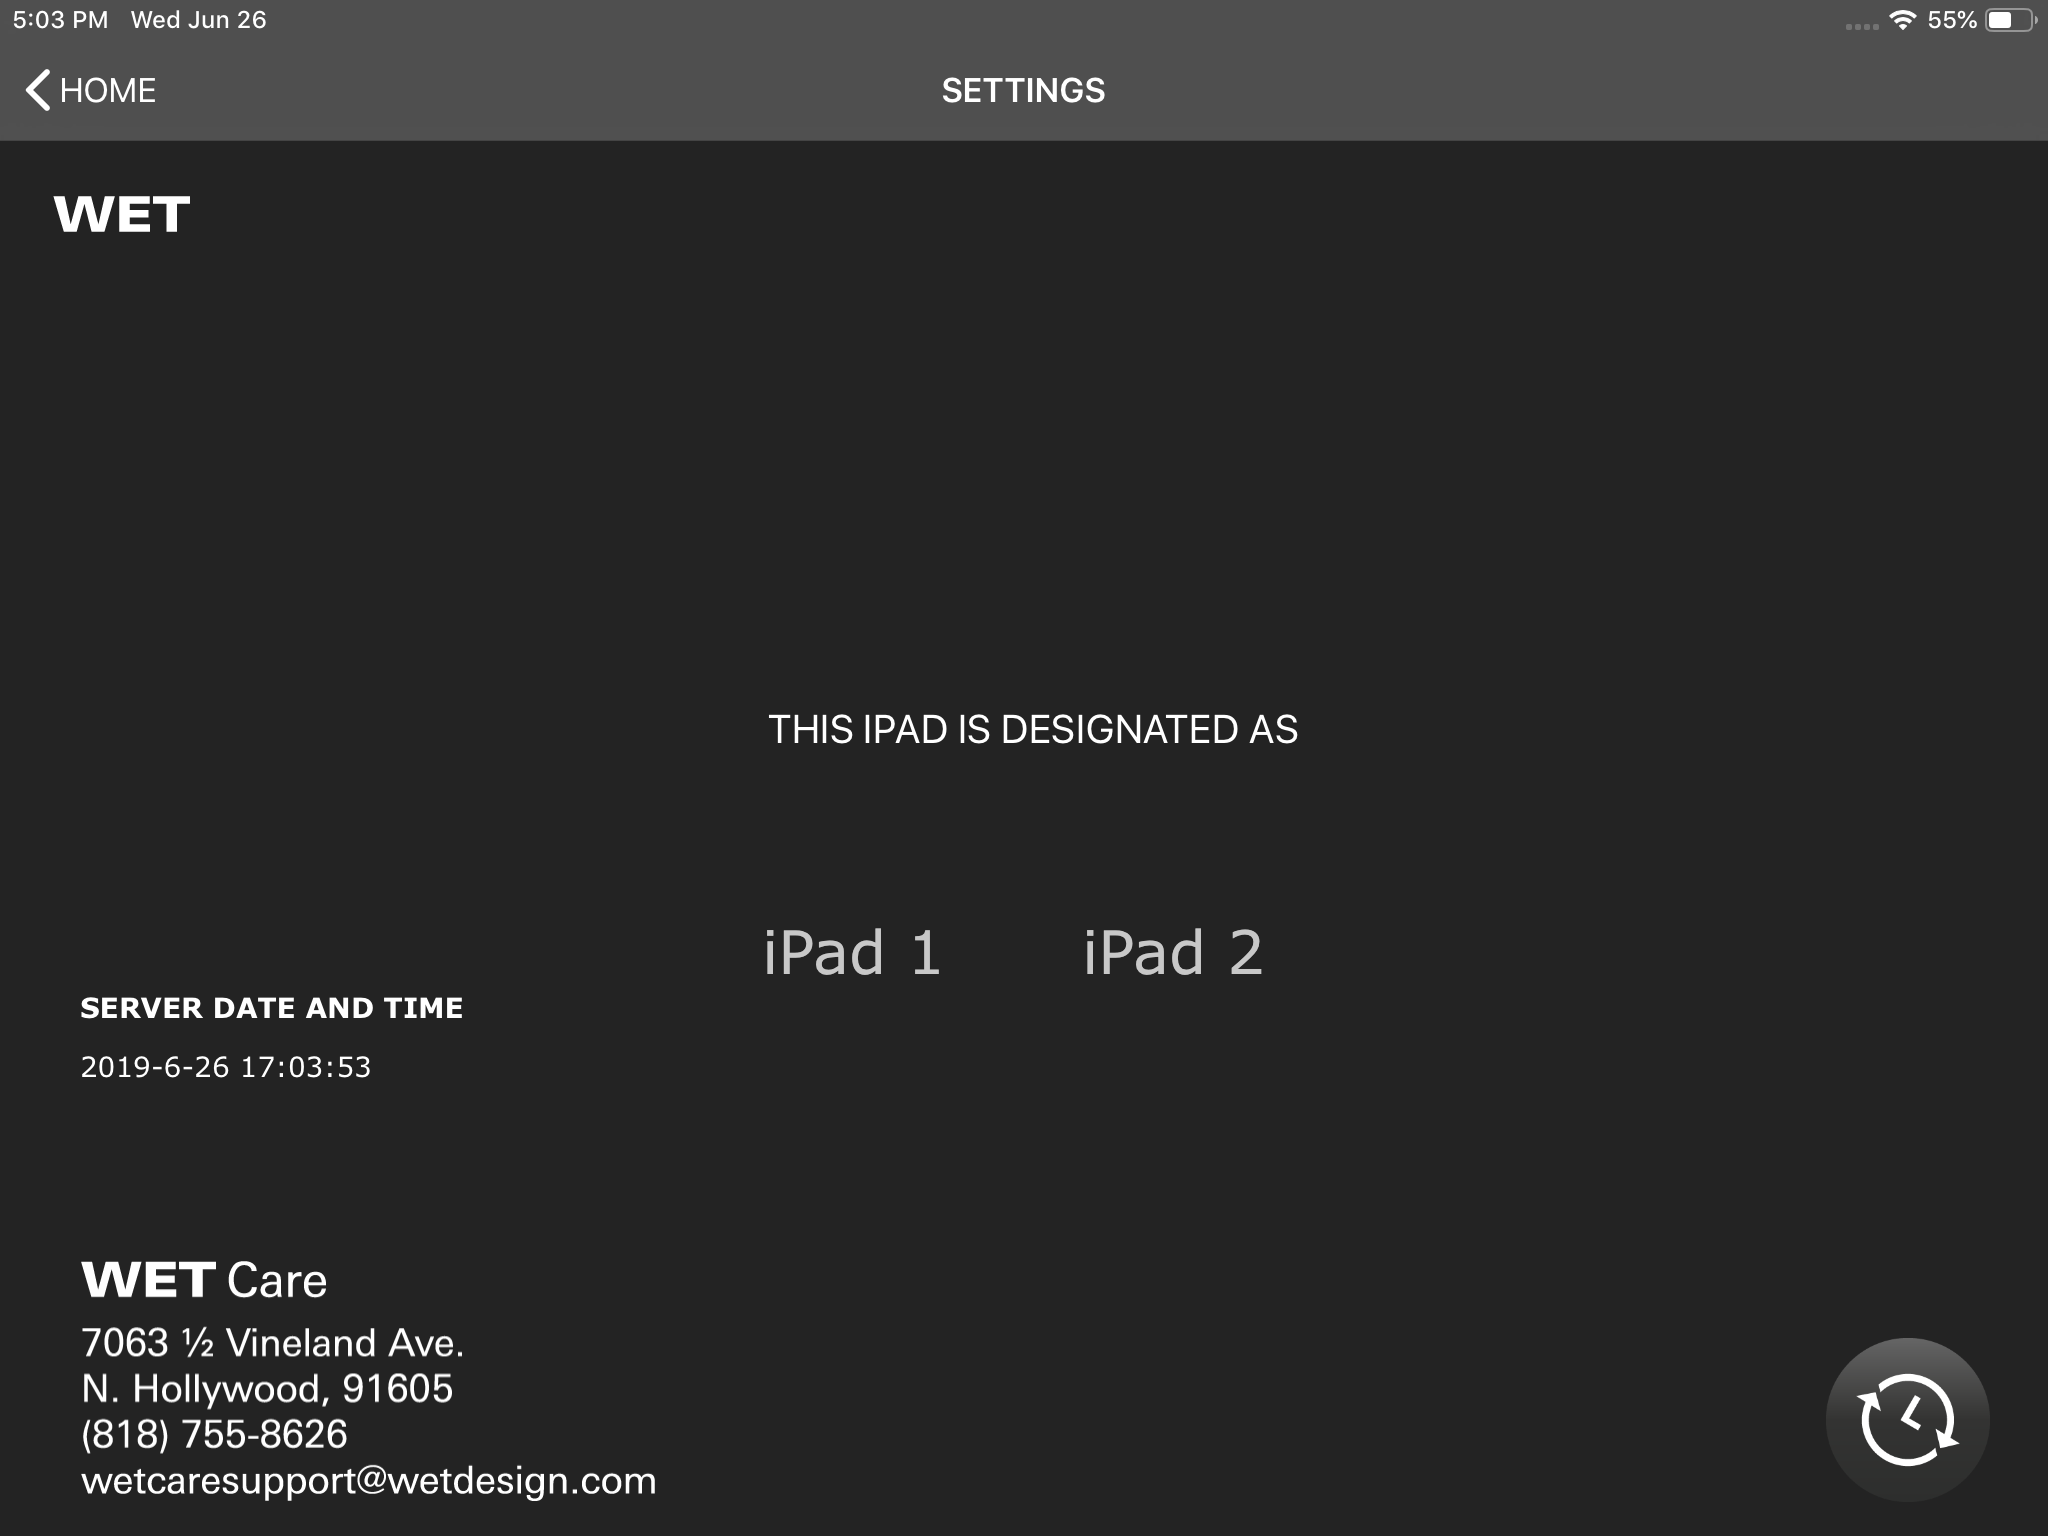 5:03 PM Wed Jun 26 55%
HOME SETTINGS
WET
THIS IPAD IS DESIGNATED AS
iPad 1 iPad 2
SERVER DATE AND TIME
2019-6-26 17:03:53
WET Care
7063 ½ Vineland Ave.
N. Hollywood, 91605
(818) 755-8626
wetcaresupport@wetdesign.com